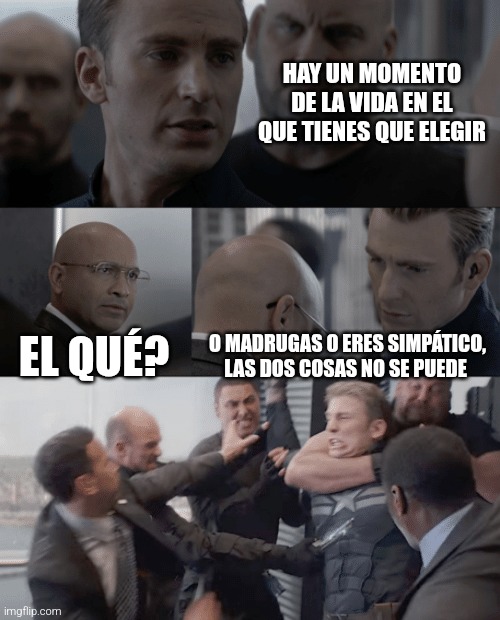 HAY UN MOMENTO
DE LA VIDA EN EL
QUE TIENES QUE ELEGIR
EL QUÉ?
O MADRUGAS O ERES SIMPÁTICO,
LAS DOS COSAS NO SE PUEDE
imgflip.com